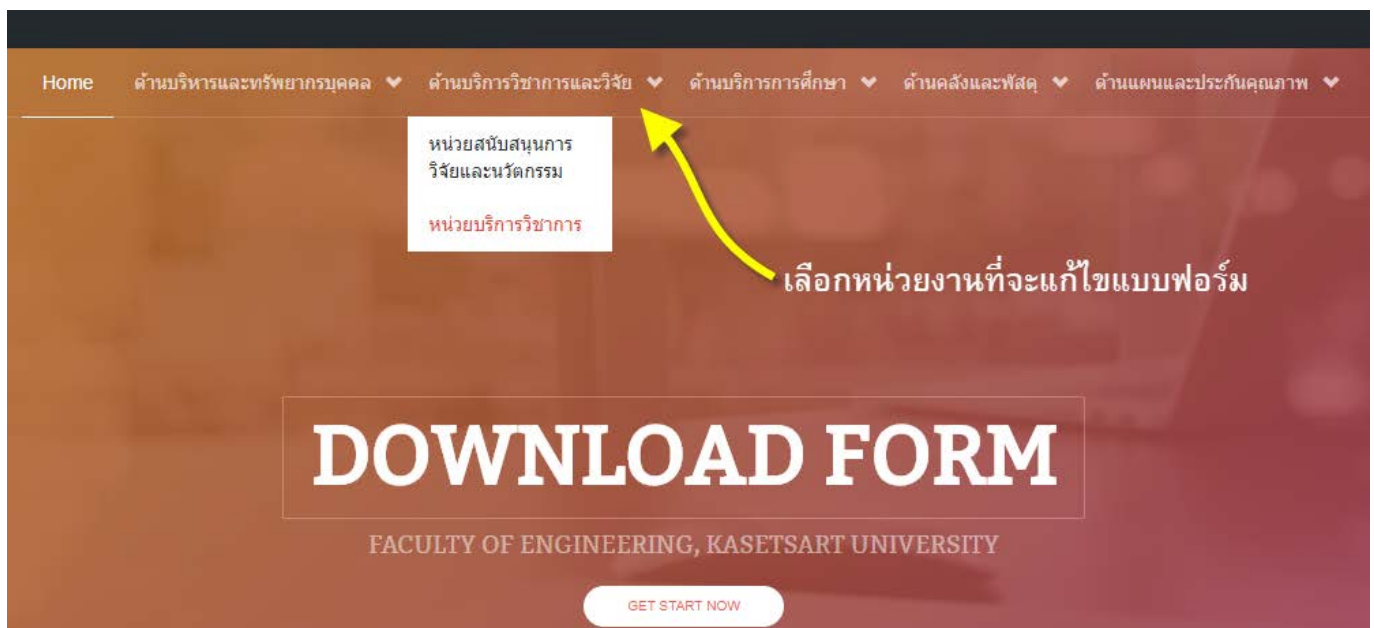 Home ด้านบริหารและทรัพยากรบุคคล ด้านบริการวิชาการและวิจัย ด้านบริการการศึกษา ด้านคลังและพัสดุ ด้านแผนและประกันคุณภาพ
หน่วยสนับสนุนการ
วิจัยและนวัตกรรม
หน่วยบริการวิชาการ
เลือกหน่วยงานที่จะแก้ไขแบบฟอร์ม
DOWNLOAD FORM
FACULTY OF ENGINEERING, KASETSART UNIVERSITY
GET START NOW